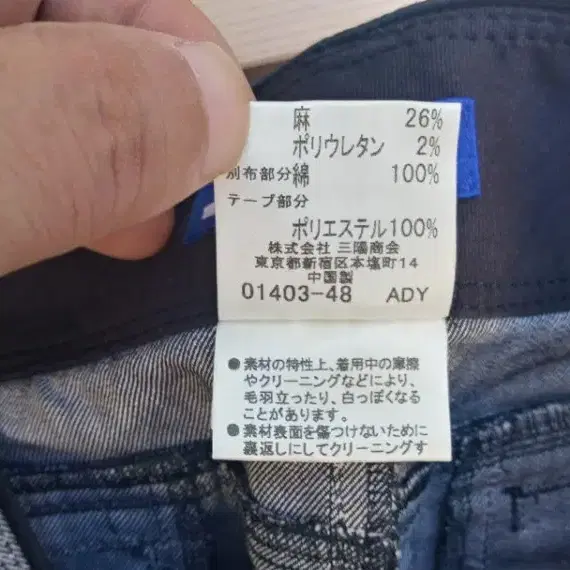 麻 26%
ポリウレタン 2%
別布部分綿 100%
テープ部分
ポリエステル100%
株式会社 三陽商会
東京都新宿区本塩町14
中国製
01403-48 ADY
●素材の特性上、着用中の摩擦
やクリーニングなどにより、
毛羽立ったり、白っぽくなる
ことがあります。
●素材表面を傷つけないために
裏返しにしてクリーニングす